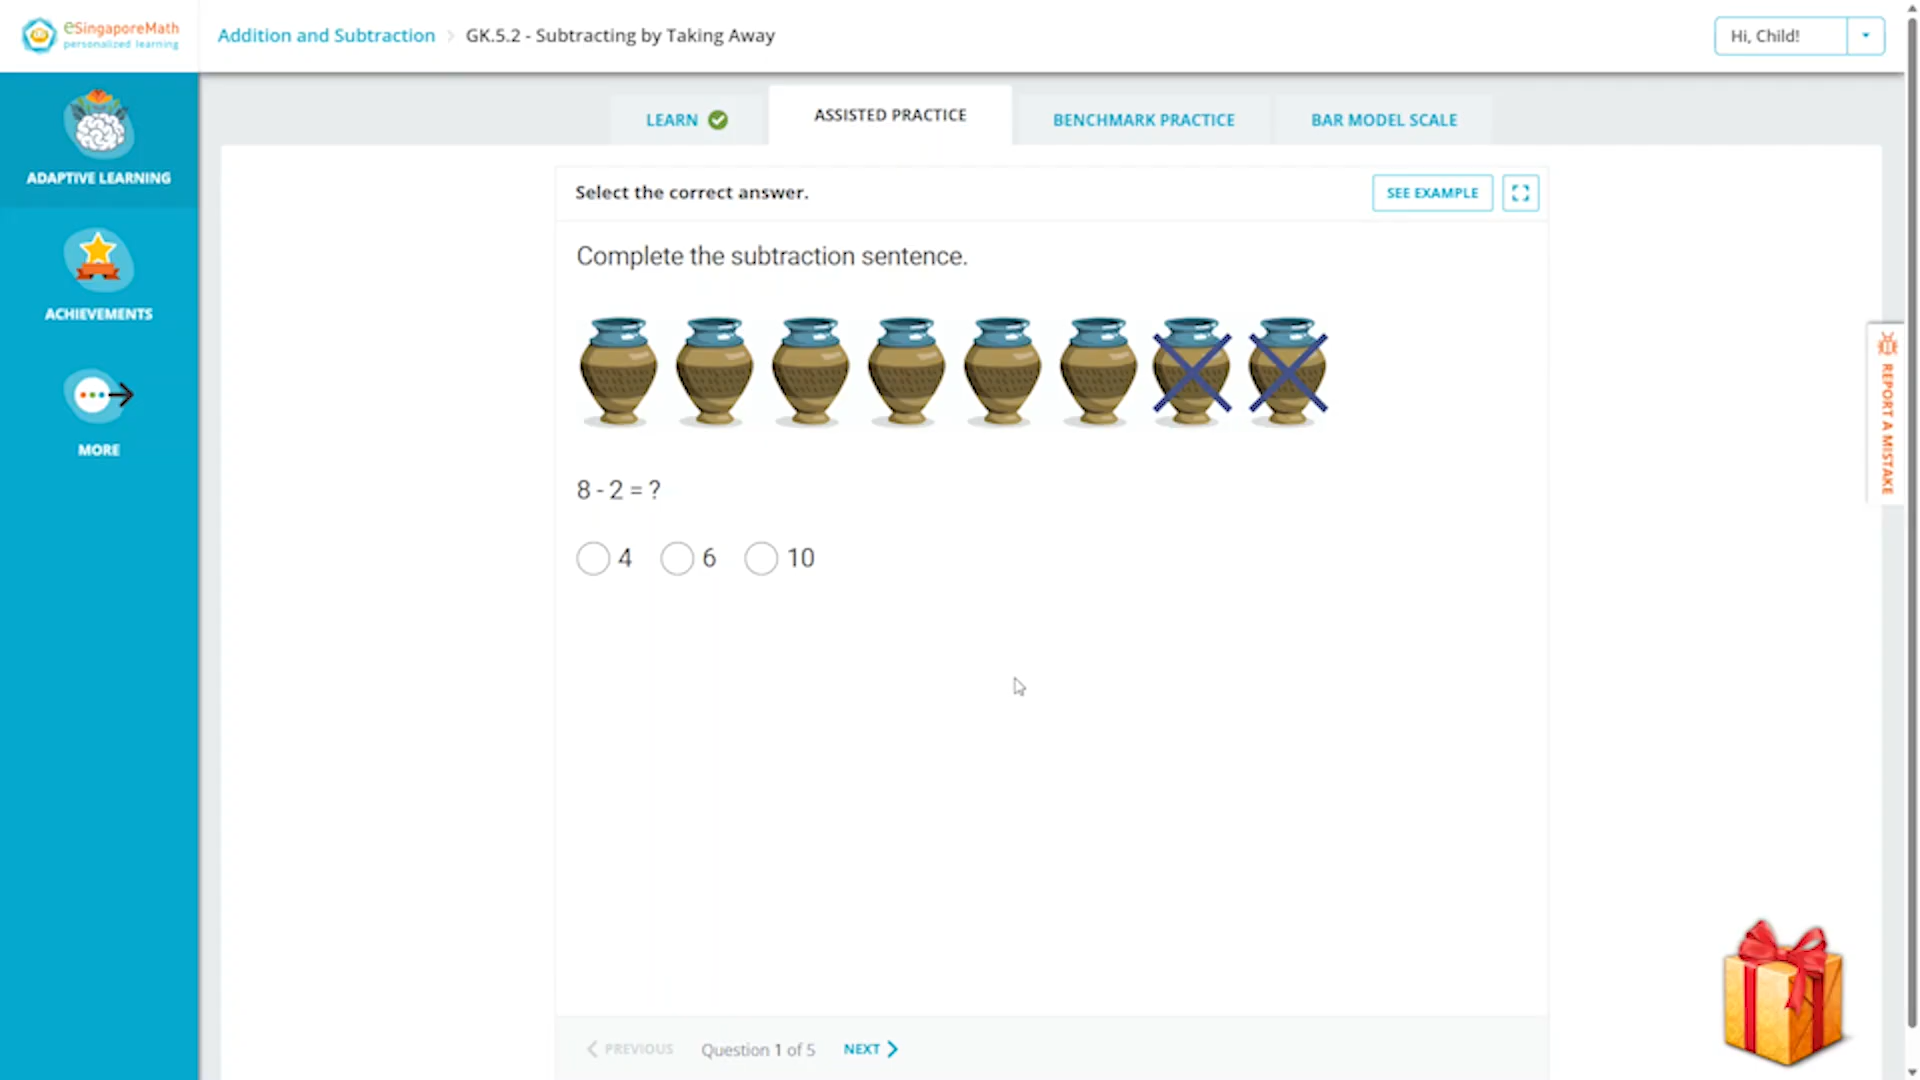 eSingaporeMath
personalized learning
Addition and Subtraction > GK.5.2 - Subtracting by Taking Away
Hi, Child!
ADAPTIVE LEARNING
ACHIEVEMENTS
MORE
LEARN
ASSISTED PRACTICE
BENCHMARK PRACTICE
BAR MODEL SCALE
Select the correct answer.
SEE EXAMPLE
Complete the subtraction sentence.
8 - 2 = ?
4 6 10
REPORT A MISTAKE
PREVIOUS Question 1 of 5 NEXT